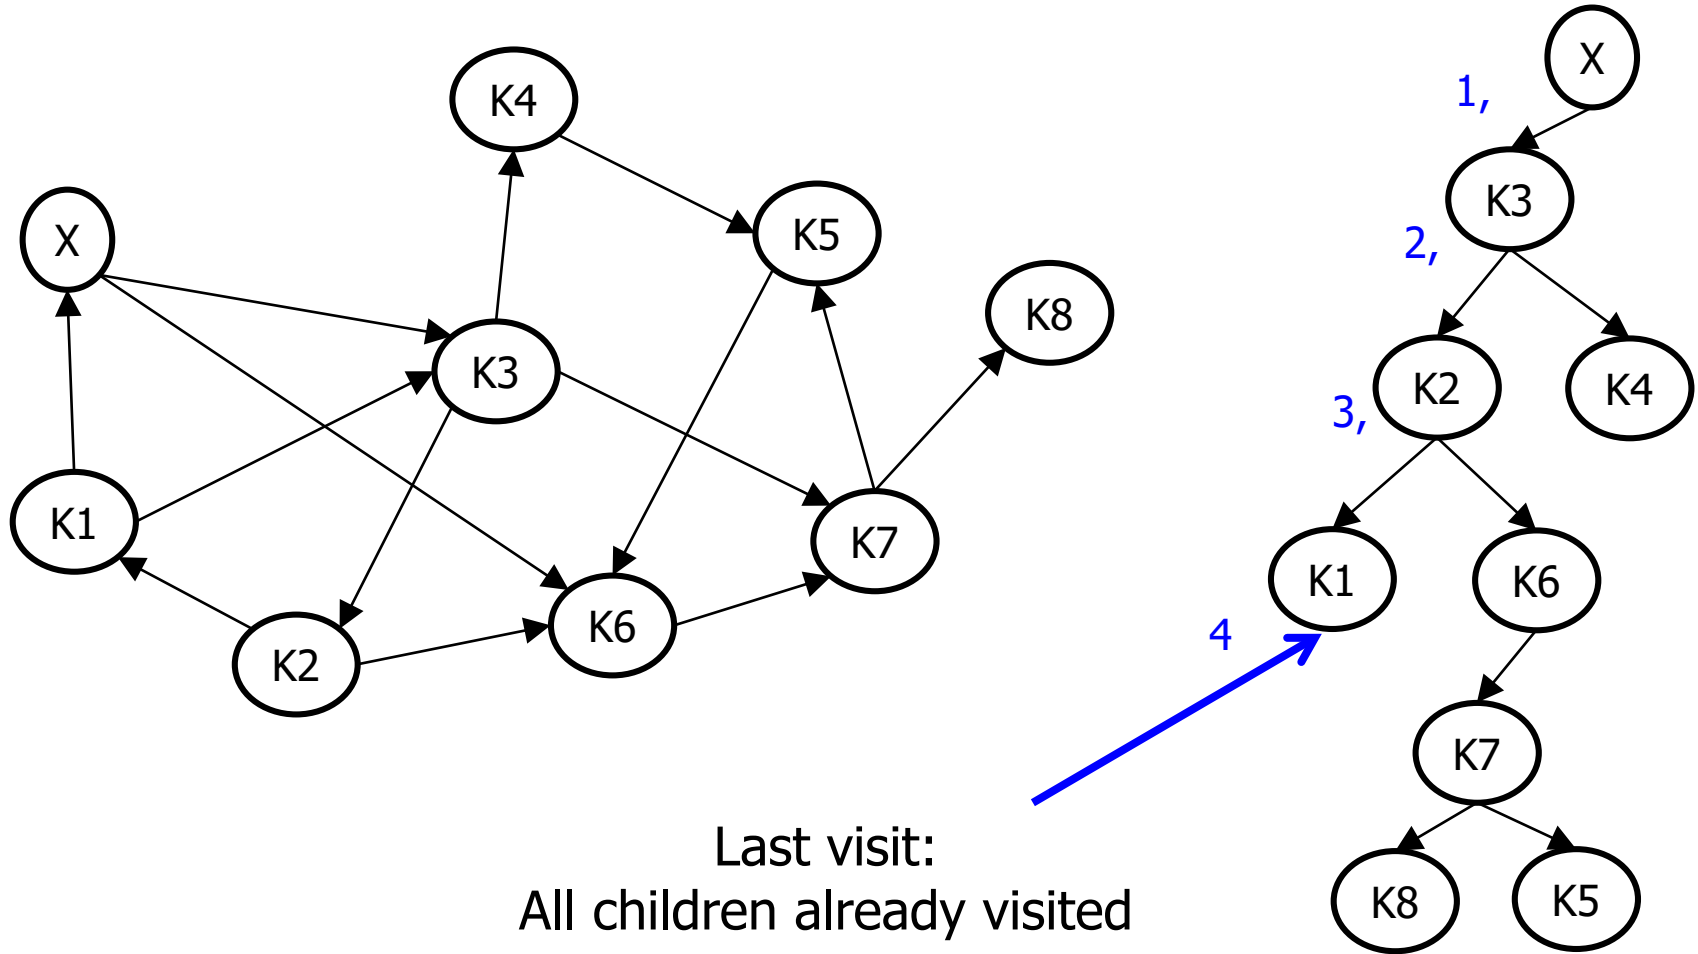 K4
X
K5
K8
K3
K1
K7
K6
K2
X
1,
K3
2,
K2
K4
3,
K1
K6
4
K7
K8
K5
Last visit:
All children already visited